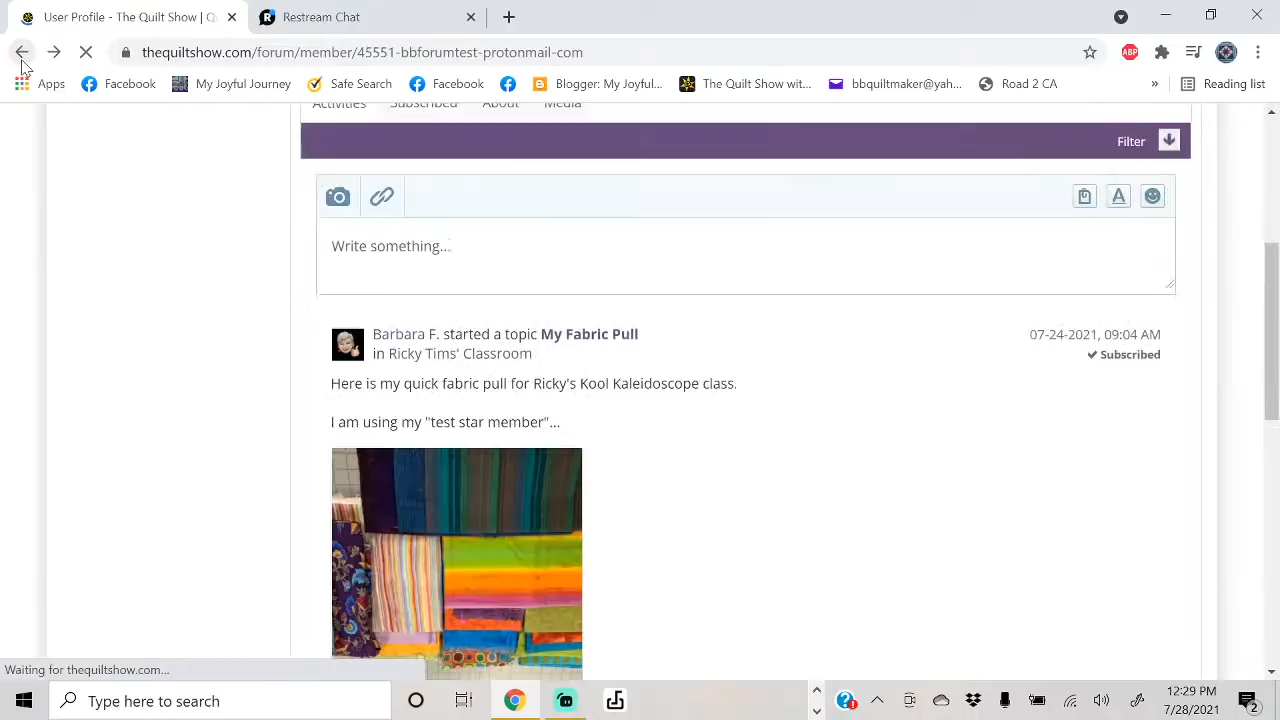 User Profile - The Quilt Show | Q
Restream Chat
thequiltshow.com/forum/member/45551-bbforumtest-protonmail-com
ABP
Apps
Facebook
My Joyful Journey
Safe Search
Facebook
Blogger: My Joyful...
The Quilt Show wit...
bbquiltmaker@yah...
Road 2 CA
»
Reading list
Activities
Subscribed
About
Media
Filter
Write something...
Barbara F. started a topic My Fabric Pull
07-24-2021, 09:04 AM
in Ricky Tims' Classroom
Subscribed
Here is my quick fabric pull for Ricky's Kool Kaleidoscope class.
I am using my "test star member"...
Waiting for thequiltshow.com...
Type here to search
12:29 PM
7/28/2021
2